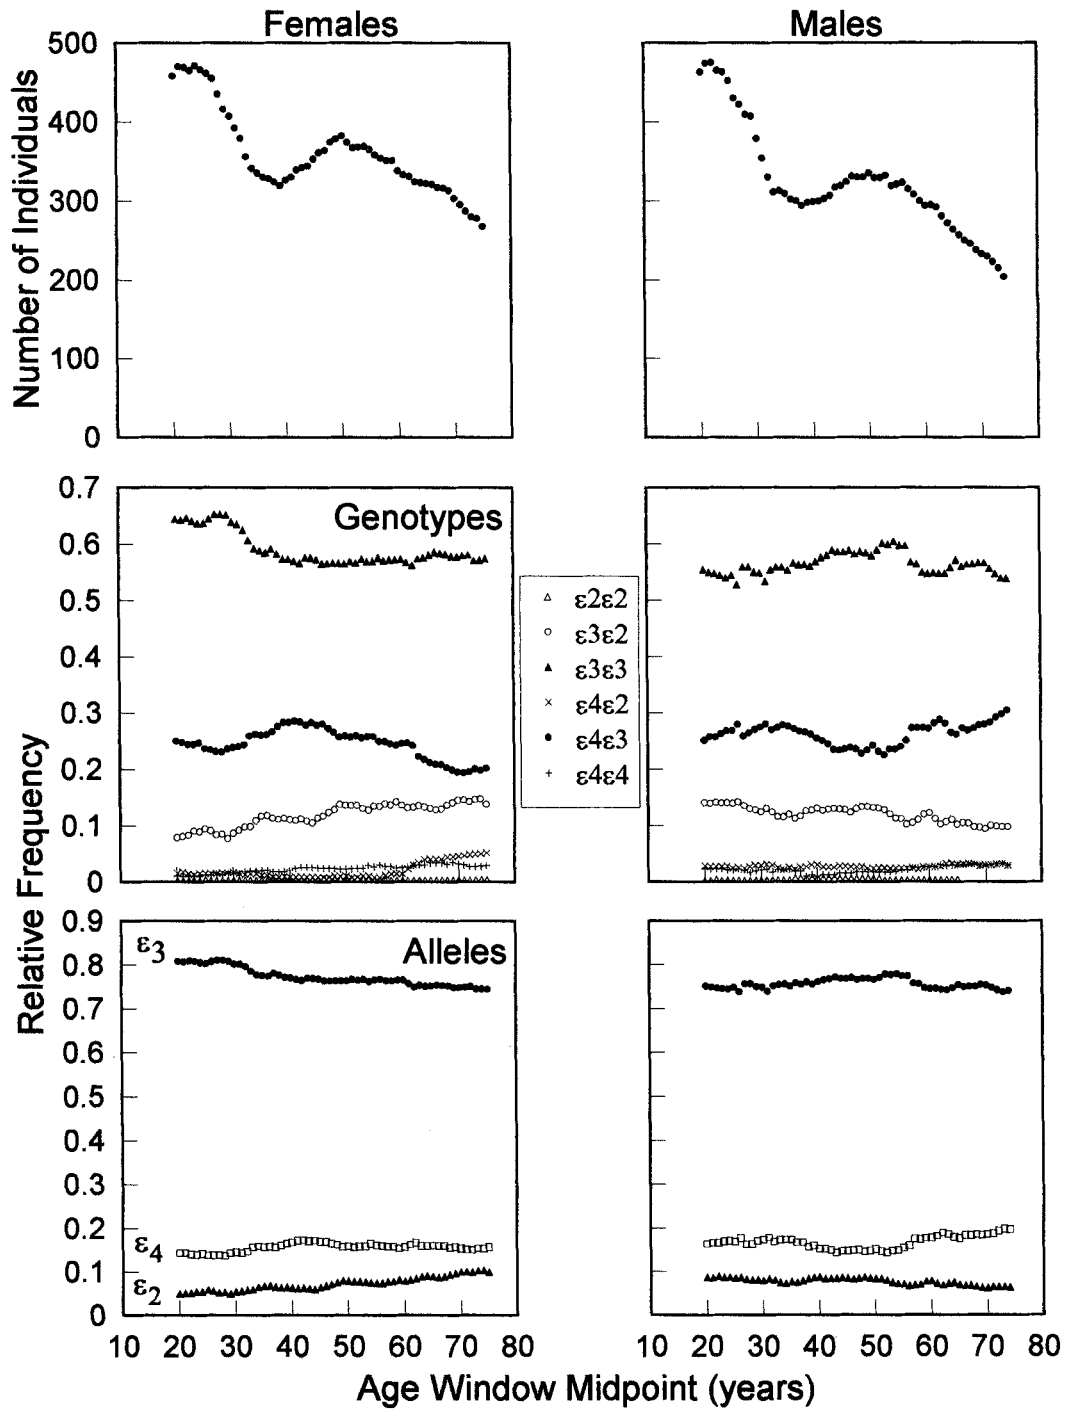 Females
Males
Number of Individuals
500
400
300
200
100
0
Genotypes
0.7
0.6
0.5
0.4
0.3
0.2
0.1
0
ε2ε2
ε3ε2
ε3ε3
ε4ε2
ε4ε3
ε4ε4
Relative Frequency
Alleles
0.9
0.8
0.7
0.6
0.5
0.4
0.3
0.2
0.1
0
ε3
ε4
ε2
10 20 30 40 50 60 70 80
10 20 30 40 50 60 70 80
Age Window Midpoint (years)